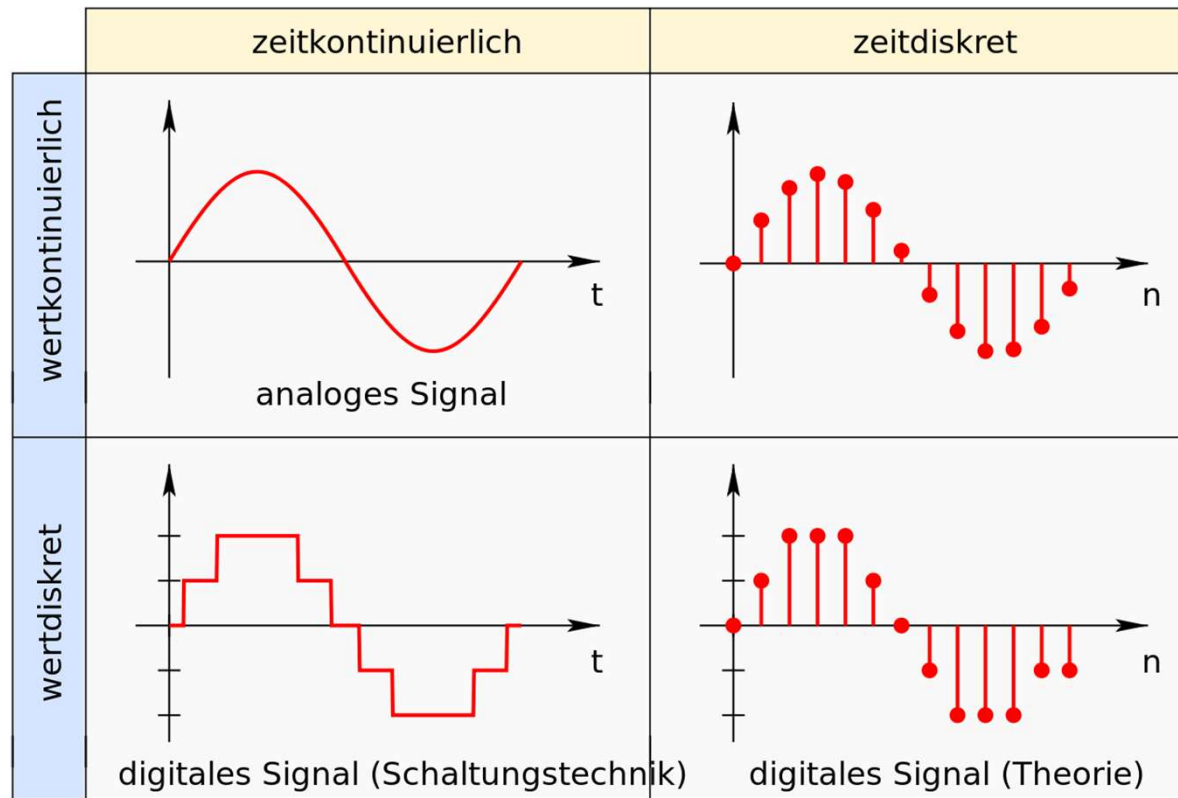 zeitkontinuierlich
zeitdiskret
wertkontinuierlich
t
analoges Signal
n
wertdiskret
t
digitales Signal (Schaltungstechnik)
n
digitales Signal (Theorie)